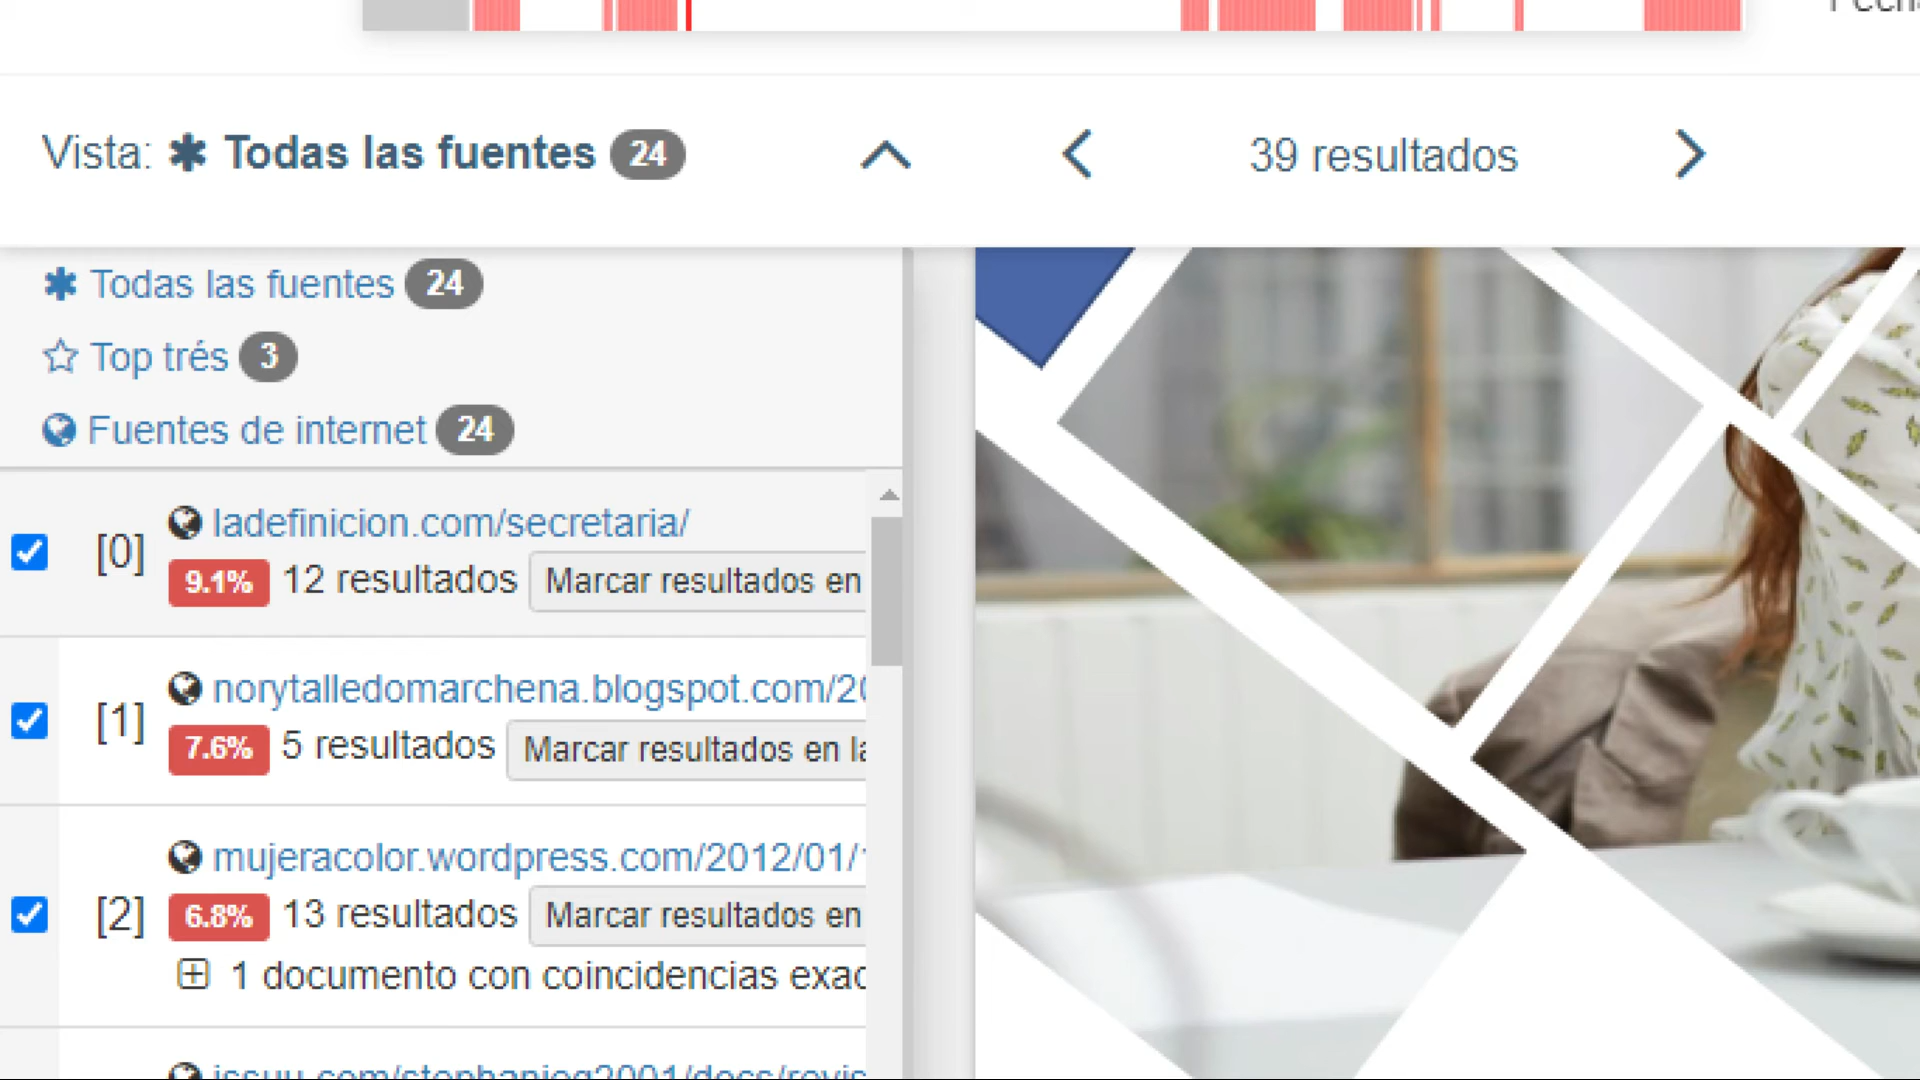 Vista: ✱ Todas las fuentes 24
39 resultados
Todas las fuentes 24
Top trés 3
Fuentes de internet 24
[0] ladefinicion.com/secretaria/
9.1% 12 resultados Marcar resultados en
[1] norytalledomarchena.blogspot.com/20
7.6% 5 resultados Marcar resultados en la
[2] mujeracolor.wordpress.com/2012/01/
6.8% 13 resultados Marcar resultados en
1 documento con coincidencias exac